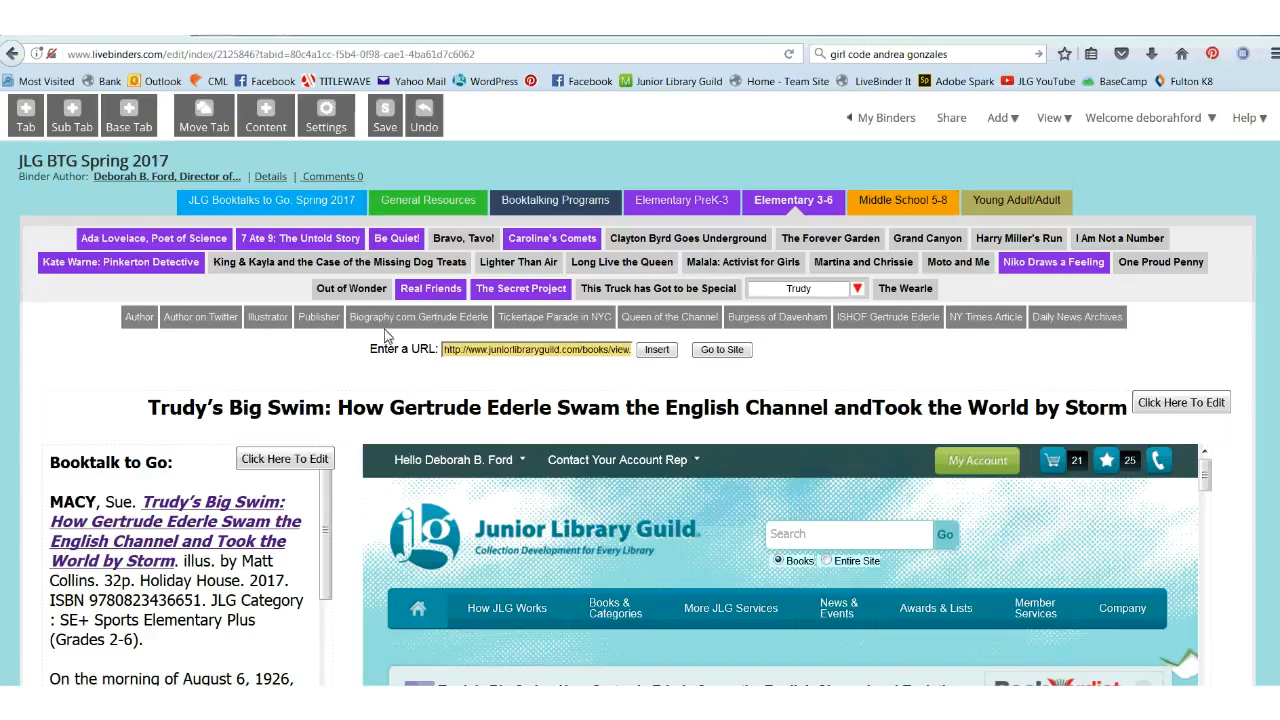 www.livebinders.com/edit/index/2125846?tabid=80c4a1cc-f5b4-0f98-cae1-4ba61d7c6062 girl code andrea gonzales
Most Visited Bank Outlook CML Facebook TITLEWAVE Yahoo Mail WordPress Facebook Junior Library Guild Home - Team Site LiveBinder It Adobe Spark JLG YouTube BaseCamp Fulton K8
Tab Sub Tab Base Tab Move Tab Content Settings Save Undo
My Binders Share Add View Welcome deborahford Help
JLG BTG Spring 2017
Binder Author: Deborah B. Ford, Director of... | Details | Comments 0
JLG Booktalks to Go: Spring 2017 General Resources Booktalking Programs Elementary PreK-3 Elementary 3-6 Middle School 5-8 Young Adult/Adult
Ada Lovelace, Poet of Science 7 Ate 9: The Untold Story Be Quiet! Bravo, Tavo! Caroline's Comets Clayton Byrd Goes Underground The Forever Garden Grand Canyon Harry Miller's Run I Am Not a Number
Kate Warne: Pinkerton Detective King & Kayla and the Case of the Missing Dog Treats Lighter Than Air Long Live the Queen Malala: Activist for Girls Martina and Chrissie Moto and Me Niko Draws a Feeling One Proud Penny
Out of Wonder Real Friends The Secret Project This Truck has Got to be Special Trudy The Wearle
Author Author on Twitter Illustrator Publisher Biography.com Gertrude Ederle Tickertape Parade in NYC Queen of the Channel Burgess of Davenham ISHOF Gertrude Ederle NY Times Article Daily News Archives
Enter a URL: http://www.juniorlibraryguild.com/books/view. Insert Go to Site
Trudy's Big Swim: How Gertrude Ederle Swam the English Channel andTook the World by Storm Click Here To Edit
Booktalk to Go: Click Here To Edit
MACY, Sue. Trudy's Big Swim:
How Gertrude Ederle Swam the
English Channel and Took the
World by Storm. illus. by Matt
Collins. 32p. Holiday House. 2017.
ISBN 9780823436651. JLG Category
: SE+ Sports Elementary Plus
(Grades 2-6).
On the morning of August 6, 1926,
Hello Deborah B. Ford Contact Your Account Rep My Account 21 25
jlg Junior Library Guild
Collection Development for Every Library
Search Go
Books Entire Site
How JLG Works Books & Categories More JLG Services News & Events Awards & Lists Member Services Company